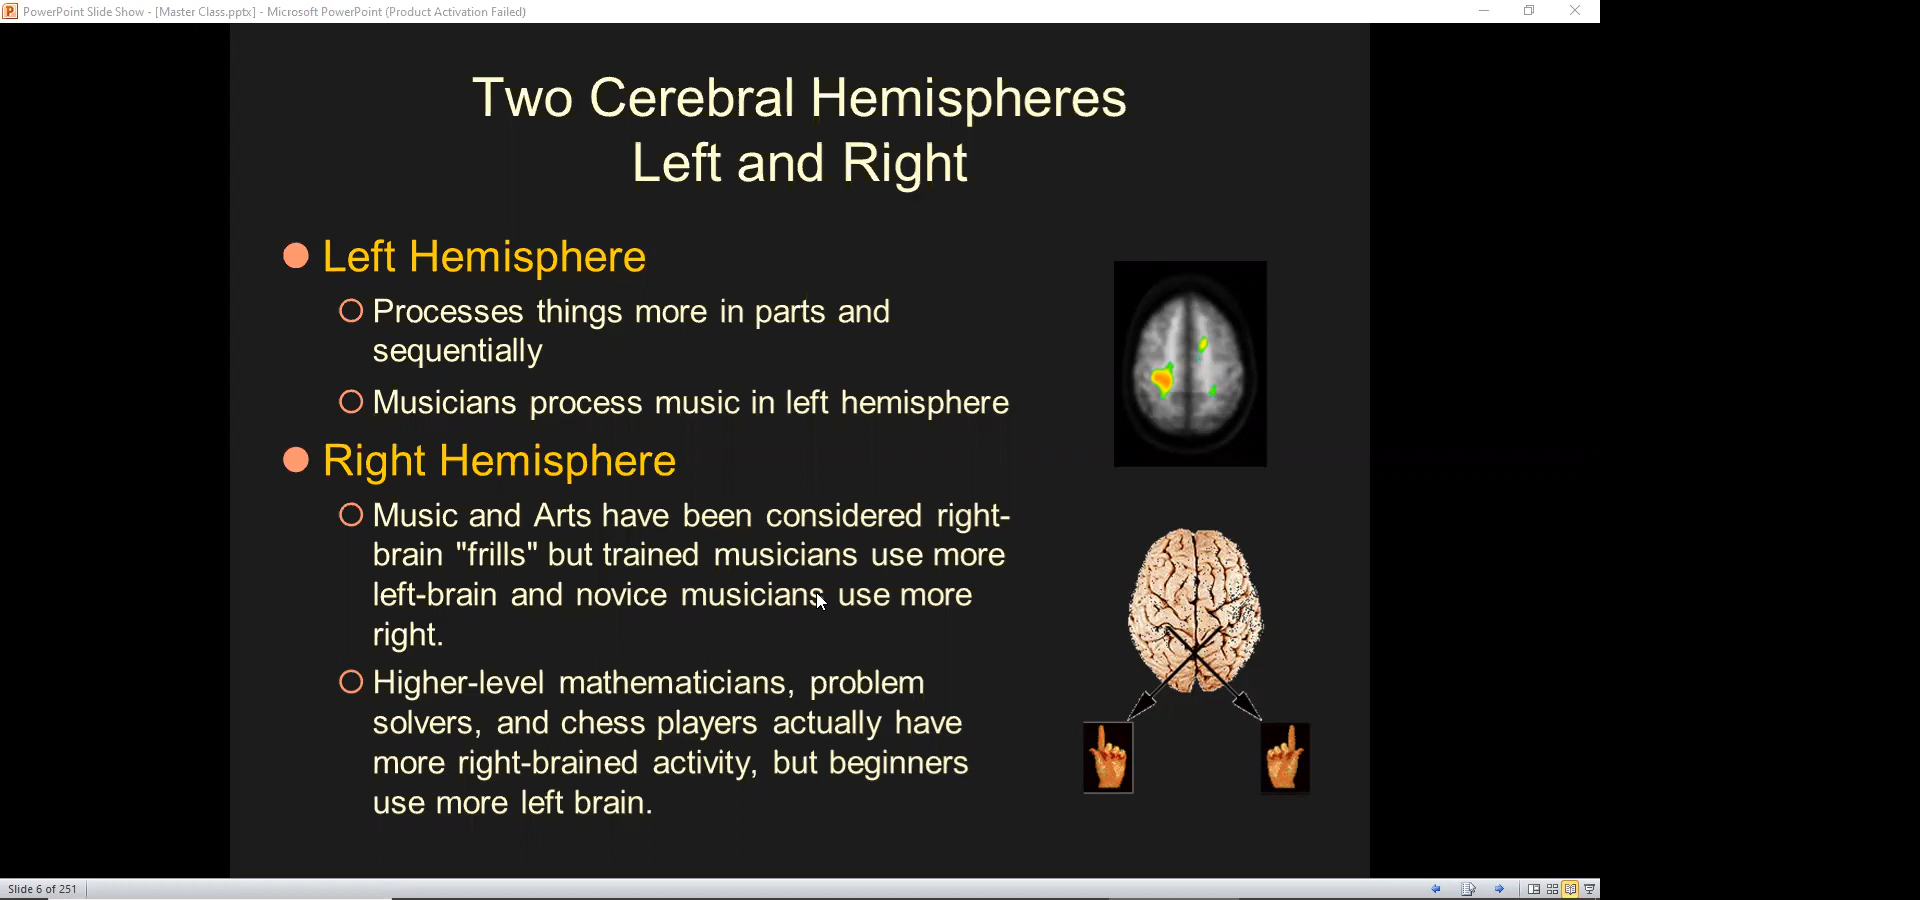 PowerPoint Slide Show - [Master Class.pptx] - Microsoft PowerPoint (Product Activation Failed)
Two Cerebral Hemispheres
Left and Right
Left Hemisphere
Processes things more in parts and
sequentially
Musicians process music in left hemisphere
Right Hemisphere
Music and Arts have been considered right-
brain "frills" but trained musicians use more
left-brain and novice musicians use more
right.
Higher-level mathematicians, problem
solvers, and chess players actually have
more right-brained activity, but beginners
use more left brain.
Slide 6 of 251